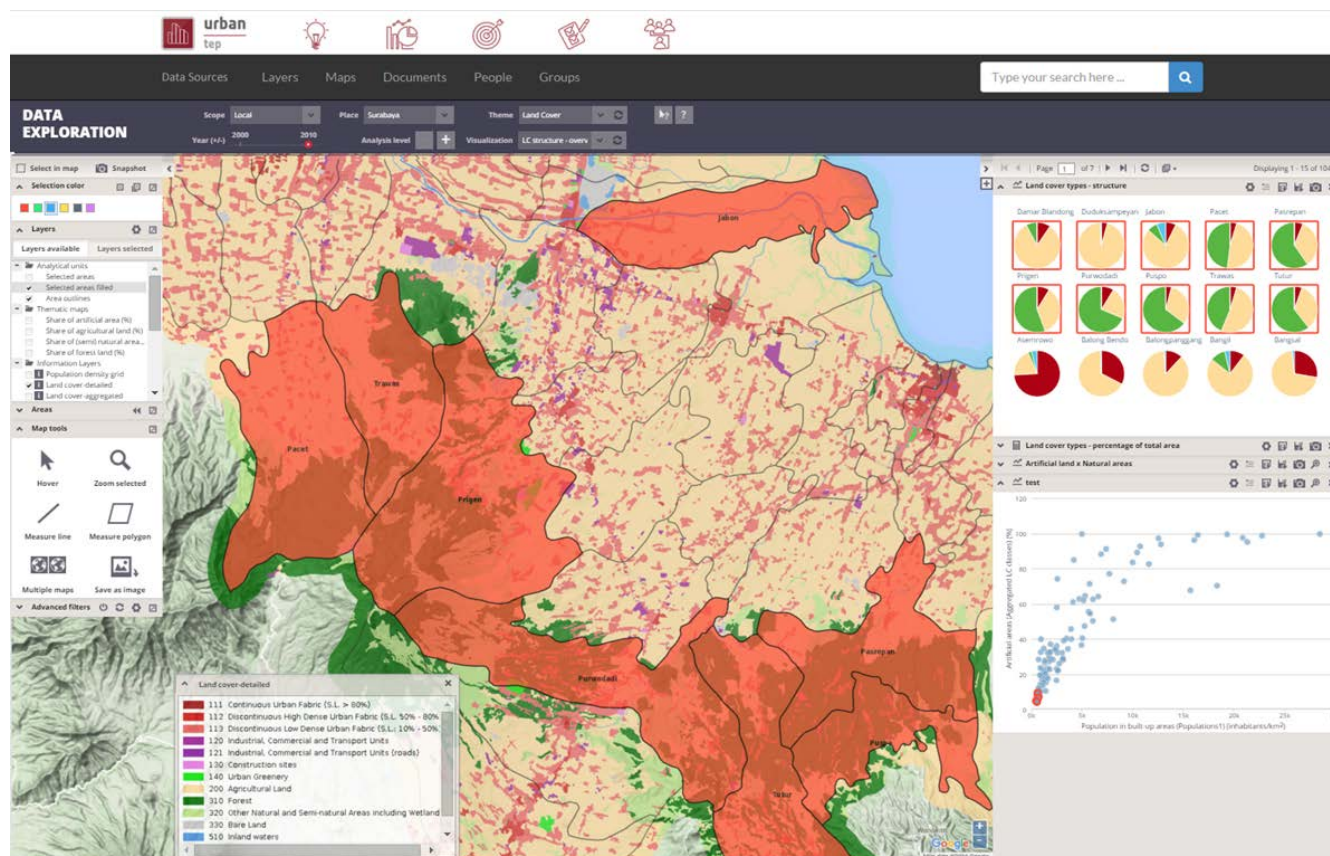 urban
tep
Data Sources Layers Maps Documents People Groups
Type your search here ...
DATA
EXPLORATION
Scope Local Place Surabaya Theme Land Cover
Year (+/-) 2000 2010 Analysis level Visualization LC structure - overv
Select in map Snapshot
Selection color
Layers
Layers available Layers selected
Analytical units
Selected areas
Selected areas filled
Area outlines
Thematic maps
Share of artificial area (%)
Share of agricultural land (%)
Share of (semi) natural area...
Share of forest land (%)
Information Layers
Population density grid
Land cover-detailed
Land cover-aggregated
Areas
Map tools
Hover Zoom selected
Measure line Measure polygon
Multiple maps Save as image
Advanced filters
Jabon
Trawas
Pacet
Prigen
Purwodadi
Pasrepan
Tutur
Land cover-detailed
111 Continuous Urban Fabric (S.L. > 80%)
112 Discontinuous High Dense Urban Fabric (S.L. 50% - 80%
113 Discontinuous Low Dense Urban Fabric (S.L.: 10% - 50%
120 Industrial, Commercial and Transport Units
121 Industrial, Commercial and Transport Units (roads)
130 Construction sites
140 Urban Greenery
200 Agricultural Land
310 Forest
320 Other Natural and Semi-natural Areas including Wetland
330 Bare Land
510 Inland waters
Google
Page 1 of 7 Displaying 1 - 15 of 104
Land cover types - structure
Damar Blandong Duduksampeyan Jabon Pacet Pasrepan
Prigen Purwodadi Puspo Trawas Tutur
Asemrowo Balong Bendo Balongpanggang Bangil Bangsal
Land cover types - percentage of total area
Artificial land x Natural areas
test
120
100
80
60
40
20
0
0k 5k 10k 15k 20k 25k
Artificial areas (Aggregated LC classes) [%]
Population in built-up areas (Populations1) [inhabitants/km²]